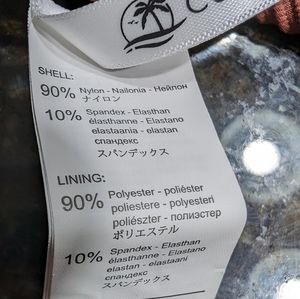 SHELL:
90% Nylon - Nailonia - Нейлон
ナイロン
10% Spandex - Elasthan
élasthanne - Elastano
elastaania - elastan
спандекс
スパンデックス
LINING:
90% Polyester - poliéster
poliestere - polyesteri
poliészter - полиэстер
ポリエステル
10% Spandex - Elasthan
élasthanne - Elastano
elastan - elastaani
спандекс
スパンデックス